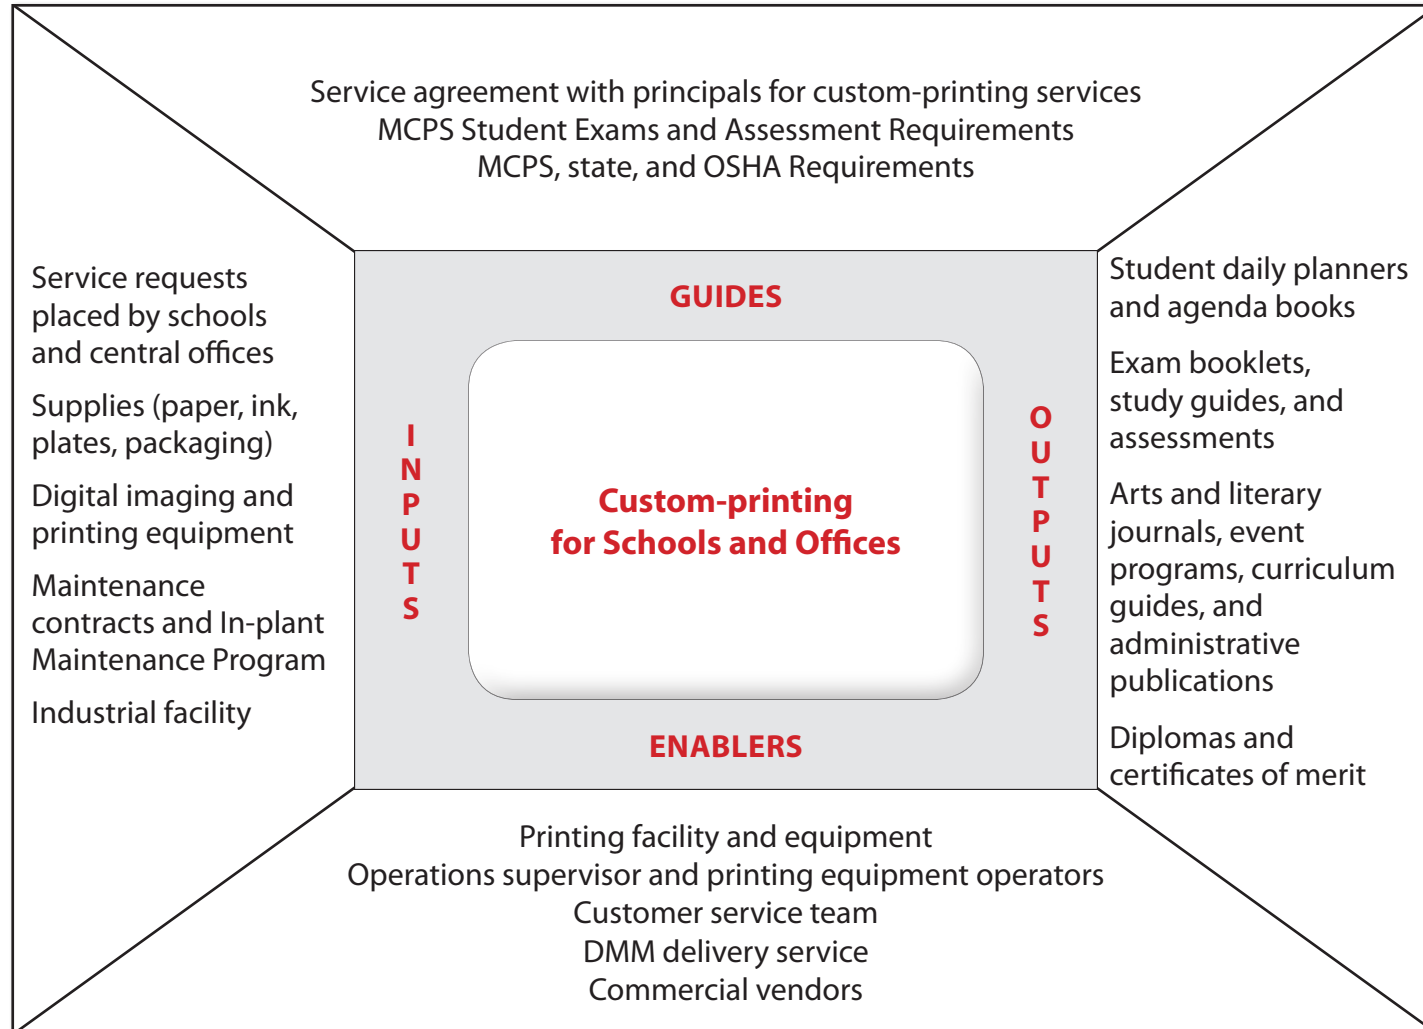 Service agreement with principals for custom-printing services
MCPS Student Exams and Assessment Requirements
MCPS, state, and OSHA Requirements
GUIDES
Service requests
placed by schools
and central offices
Supplies (paper, ink,
plates, packaging)
Digital imaging and
printing equipment
Maintenance
contracts and In-plant
Maintenance Program
Industrial facility
INPUTS
Custom-printing
for Schools and Offices
OUTPUTS
Student daily planners
and agenda books
Exam booklets,
study guides, and
assessments
Arts and literary
journals, event
programs, curriculum
guides, and
administrative
publications
Diplomas and
certificates of merit
ENABLERS
Printing facility and equipment
Operations supervisor and printing equipment operators
Customer service team
DMM delivery service
Commercial vendors